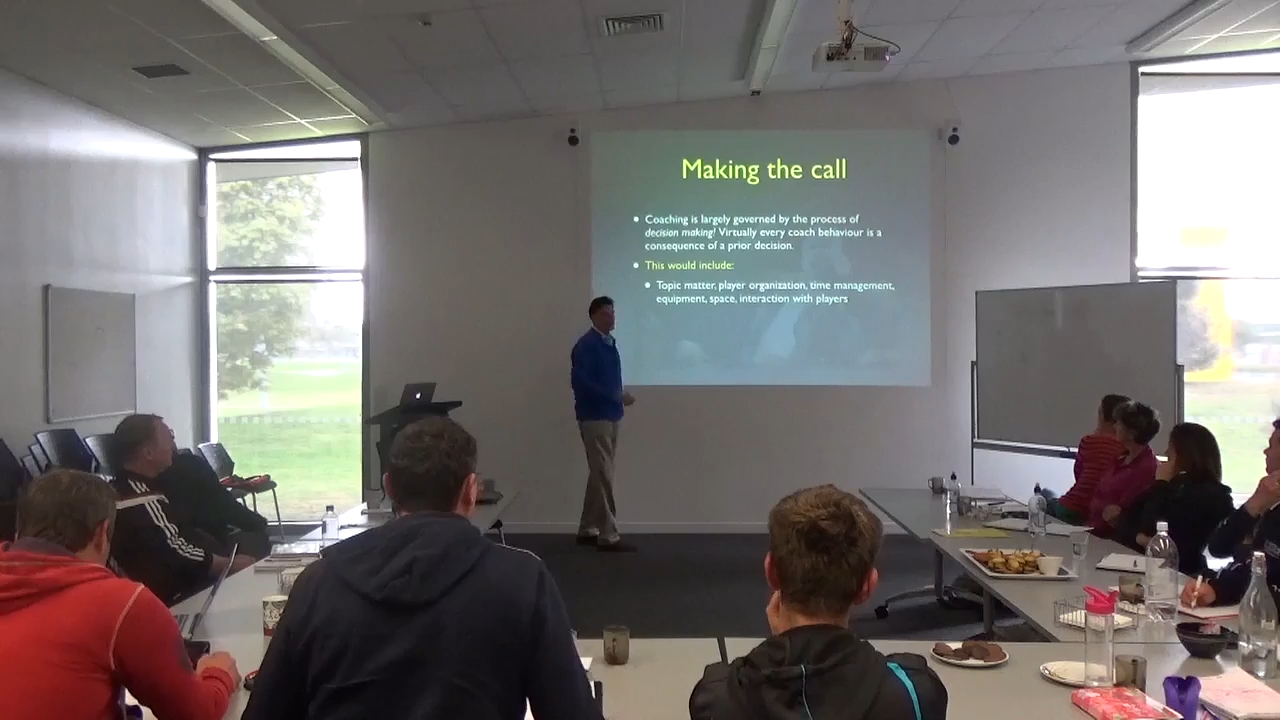 Making the call
Coaching is largely governed by the process of
decision making! Virtually every coach behaviour is a
consequence of a prior decision.
This would include:
Topic matter, player organization, time management,
equipment, space, interaction with players